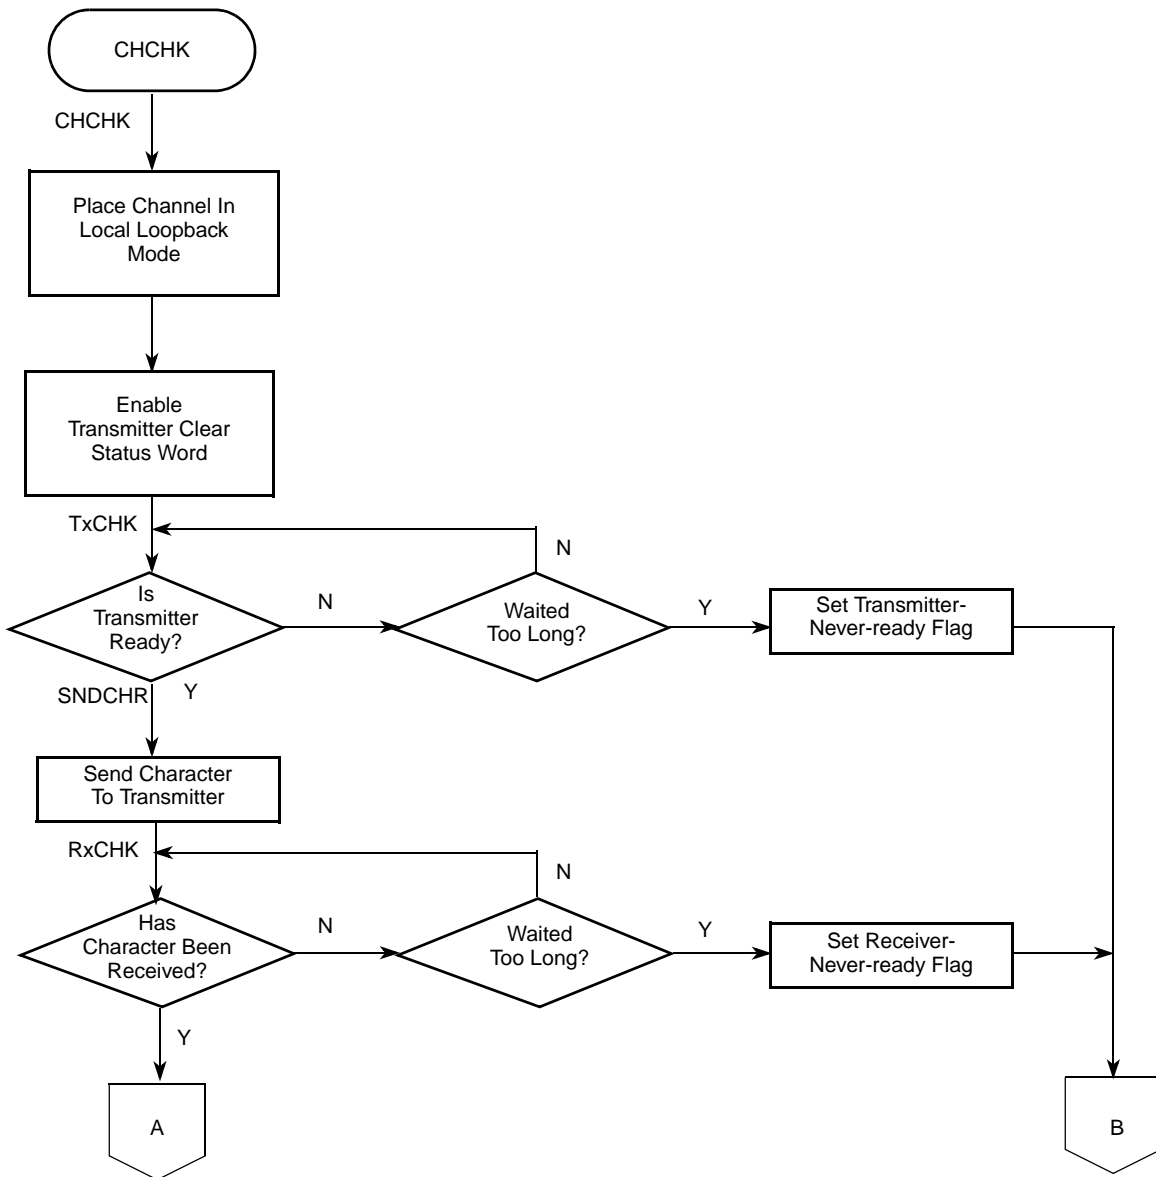 CHCHK
CHCHK
Place Channel In
Local Loopback
Mode
Enable
Transmitter Clear
Status Word
TxCHK
N
Is
Transmitter
Ready?
N
Waited
Too Long?
Y
Set Transmitter-
Never-ready Flag
SNDCHR
Y
Send Character
To Transmitter
RxCHK
N
Has
Character Been
Received?
N
Waited
Too Long?
Y
Set Receiver-
Never-ready Flag
Y
A
B